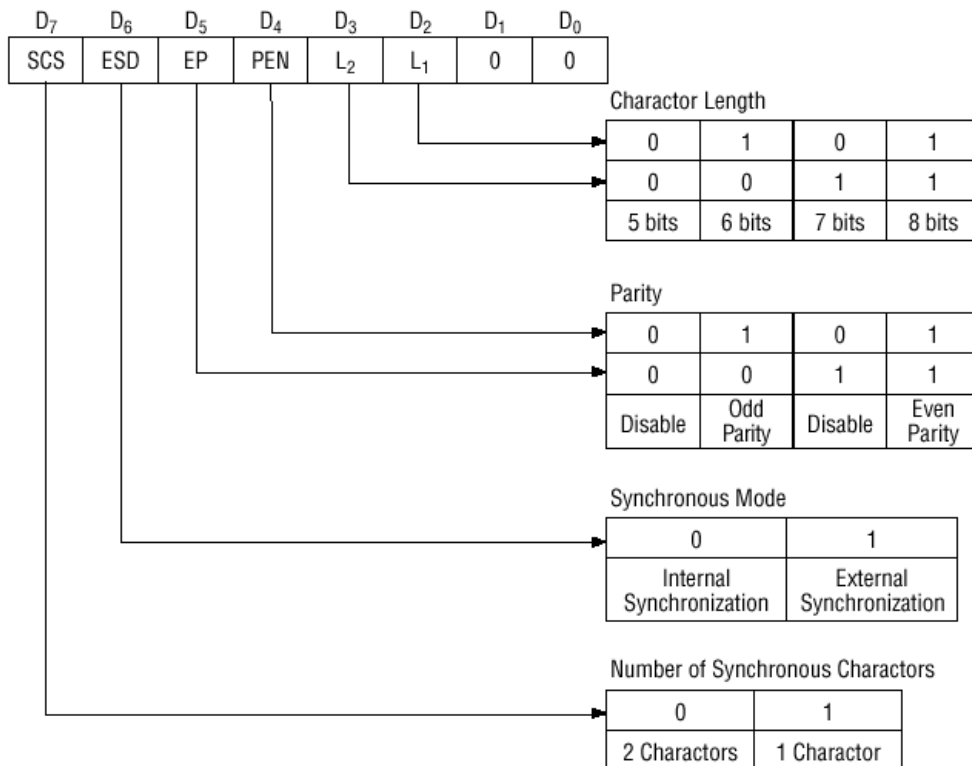 D₇ D₆ D₅ D₄ D₃ D₂ D₁ D₀
SCS ESD EP PEN L₂ L₁ 0 0
Charactor Length
0 1 0 1
0 0 1 1
5 bits 6 bits 7 bits 8 bits
Parity
0 1 0 1
0 0 1 1
Disable Odd Parity Disable Even Parity
Synchronous Mode
0 1
Internal Synchronization External Synchronization
Number of Synchronous Charactors
0 1
2 Charactors 1 Charactor